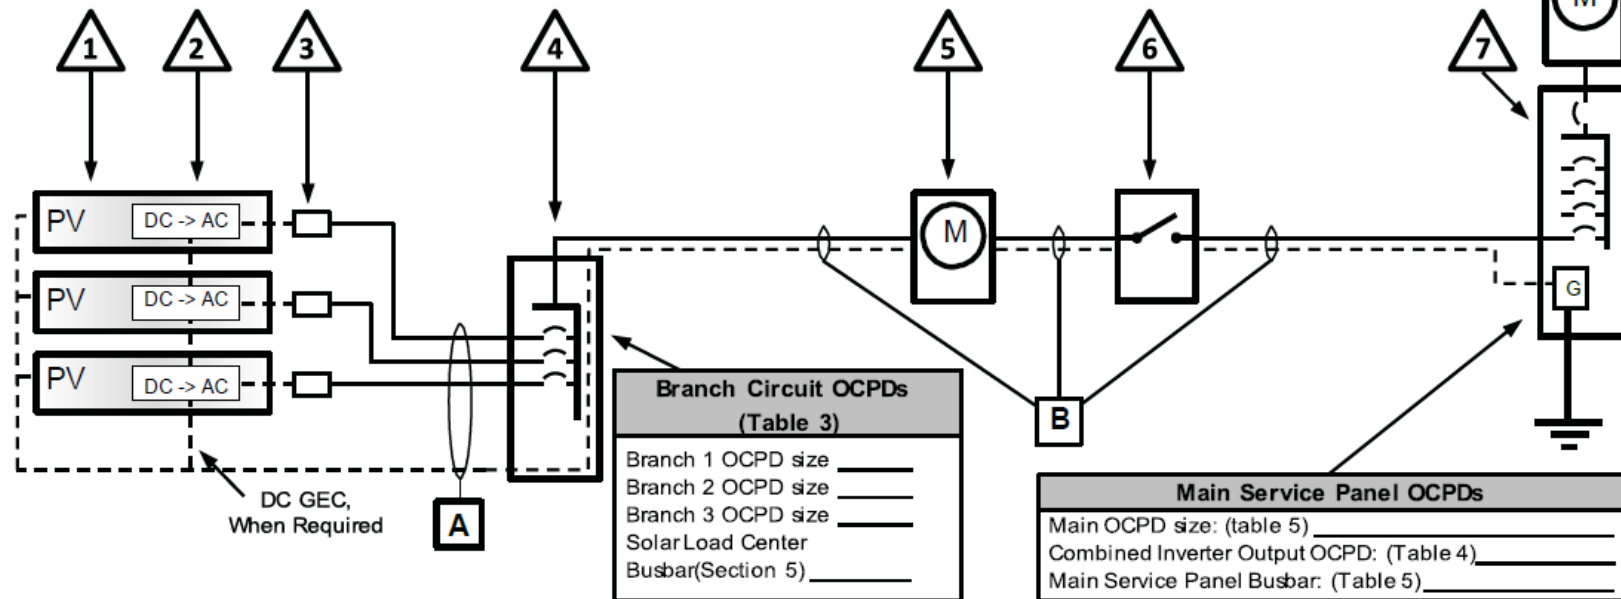 1 2 3 4 5 6 7
M
PV DC -> AC
PV DC -> AC
PV DC -> AC
M
G
DC GEC,
When Required
A
B
Branch Circuit OCPDs
(Table 3)
Branch 1 OCPD size
Branch 2 OCPD size
Branch 3 OCPD size
Solar Load Center
Busbar(Section 5)
Main Service Panel OCPDs
Main OCPD size: (table 5)
Combined Inverter Output OCPD: (Table 4)
Main Service Panel Busbar: (Table 5)